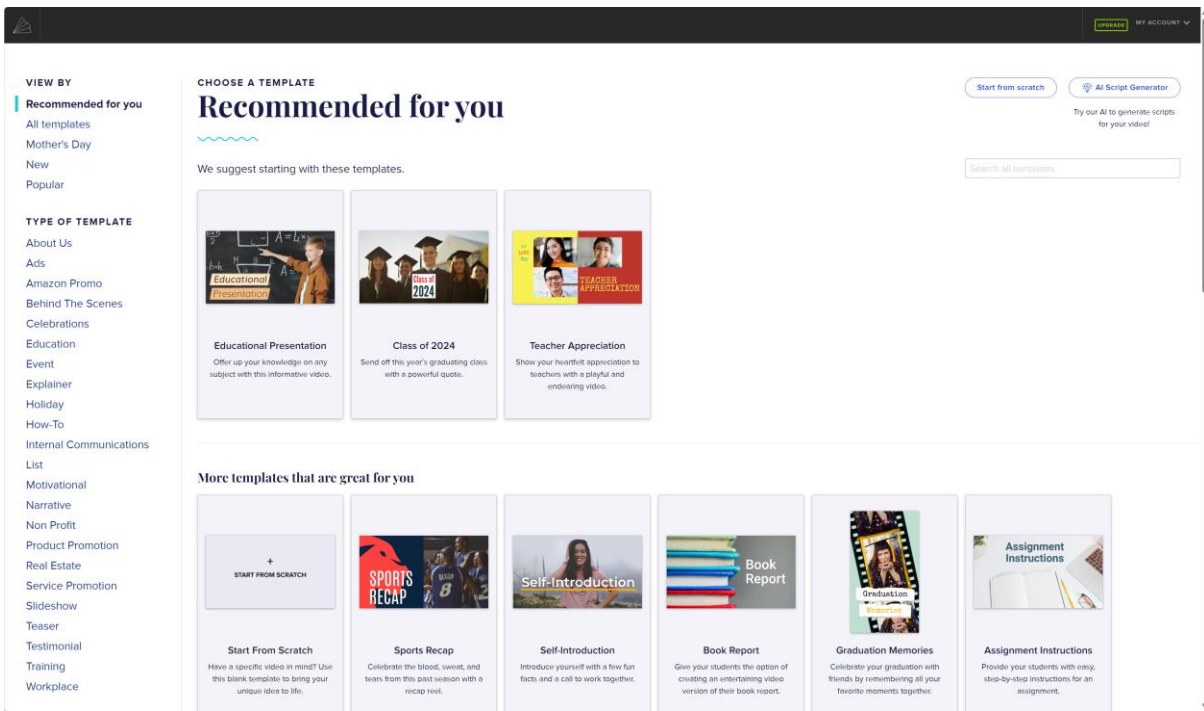 UPGRADE
MY ACCOUNT
VIEW BY
Recommended for you
All templates
Mother's Day
New
Popular
TYPE OF TEMPLATE
About Us
Ads
Amazon Promo
Behind The Scenes
Celebrations
Education
Event
Explainer
Holiday
How-To
Internal Communications
List
Motivational
Narrative
Non Profit
Product Promotion
Real Estate
Service Promotion
Slideshow
Teaser
Testimonial
Training
Workplace
CHOOSE A TEMPLATE
Recommended for you
Start from scratch
AI Script Generator
Try our AI to generate scripts
for your video!
We suggest starting with these templates.
Search all templates
Educational
Presentation
Educational Presentation
Offer up your knowledge on any
subject with this informative video.
Class of
2024
Class of 2024
Send off this year's graduating class
with a powerful quote.
TEACHER
APPRECIATION
Teacher Appreciation
Show your heartfelt appreciation to
teachers with a playful and
endearing video.
More templates that are great for you
+
START FROM SCRATCH
Start From Scratch
Have a specific video in mind? Use
this blank template to bring your
unique idea to life.
SPORTS
RECAP
Sports Recap
Celebrate the blood, sweat, and
tears from this past season with a
recap reel.
Self-Introduction
Self-Introduction
Introduce yourself with a few fun
facts and a call to work together.
Book
Report
Book Report
Give your students the option of
creating an entertaining video
version of their book report.
Graduation
Memories
Graduation Memories
Celebrate your graduation with
friends by remembering all your
favorite moments together.
Assignment
Instructions
Assignment Instructions
Provide your students with easy,
step-by-step instructions for an
assignment.